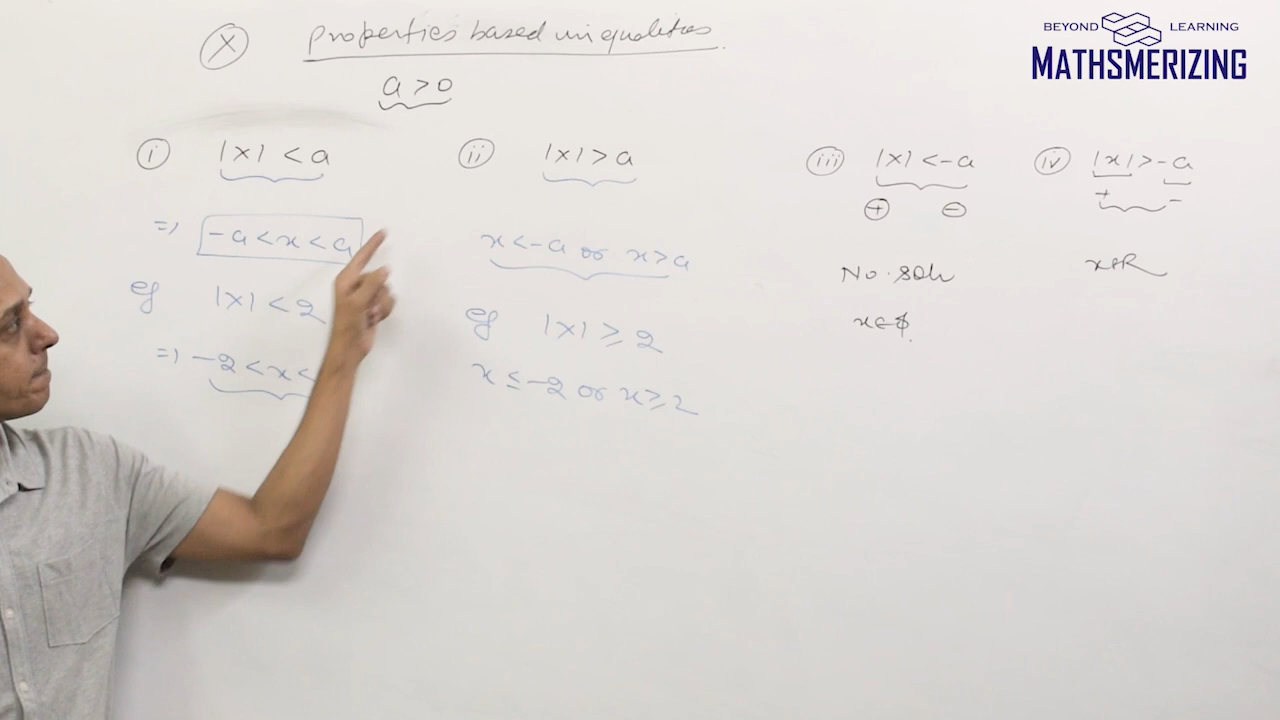 Ⓧ properties based inequalities
a > 0
BEYOND LEARNING
MATHSMERIZING
ⓘ |x| < a
⇒ -a < x < a
eg |x| < 2
⇒ -2 < x <
ⓘⓘ |x| > a
x < -a or x > a
eg |x| ≥ 2
x ≤ -2 or x ≥ 2
ⓘⓘⓘ |x| < -a
⊕ ⊖
No. soln
x ∈ ϕ.
ⓘⓥ |x| > -a
+ -
x ∈ R